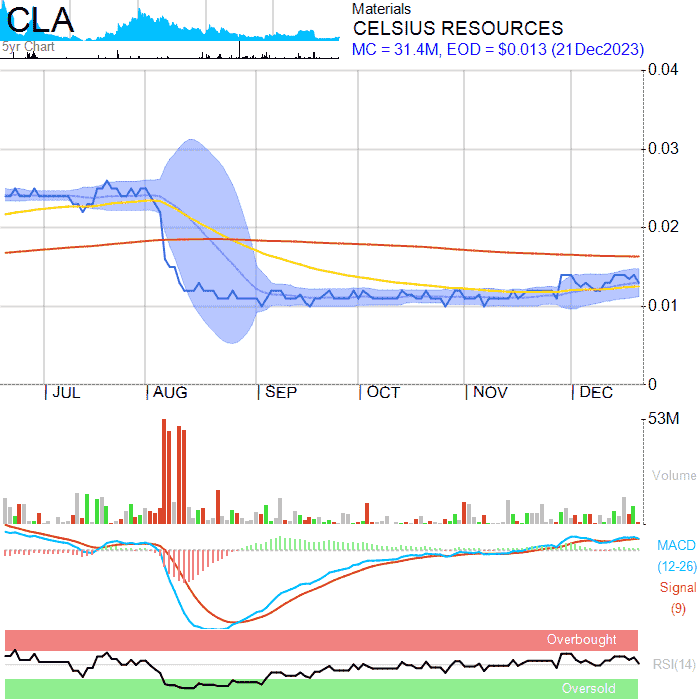 CLA
5yr Chart
Materials
CELSIUS RESOURCES
MC = 31.4M, EOD = $0.013 (21Dec2023)
0.04
0.03
0.02
0.01
0
JUL AUG SEP OCT NOV DEC
53M
Volume
MACD
(12-26)
Signal
(9)
Overbought
RSI(14)
Oversold